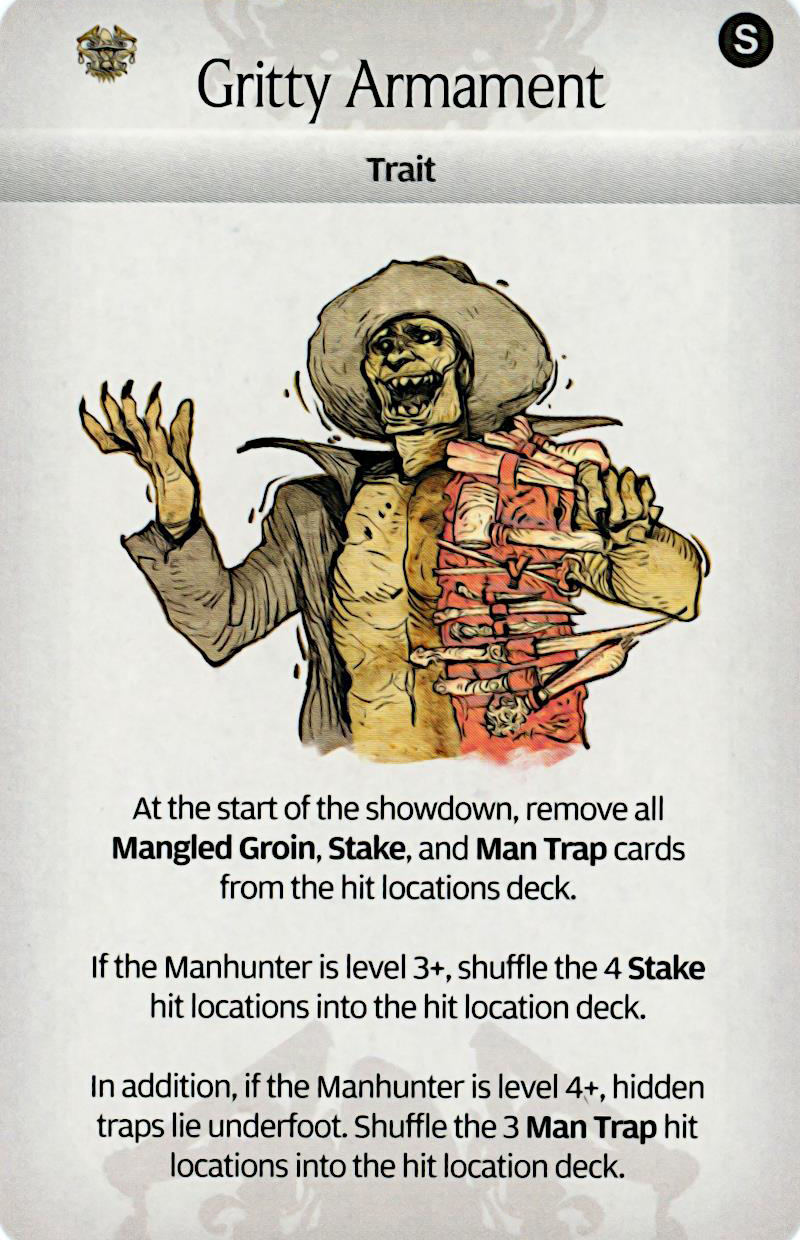 S
Gritty Armament
Trait
At the start of the showdown, remove all
Mangled Groin, Stake, and Man Trap cards
from the hit locations deck.
If the Manhunter is level 3+, shuffle the 4 Stake
hit locations into the hit location deck.
In addition, if the Manhunter is level 4+, hidden
traps lie underfoot. Shuffle the 3 Man Trap hit
locations into the hit location deck.